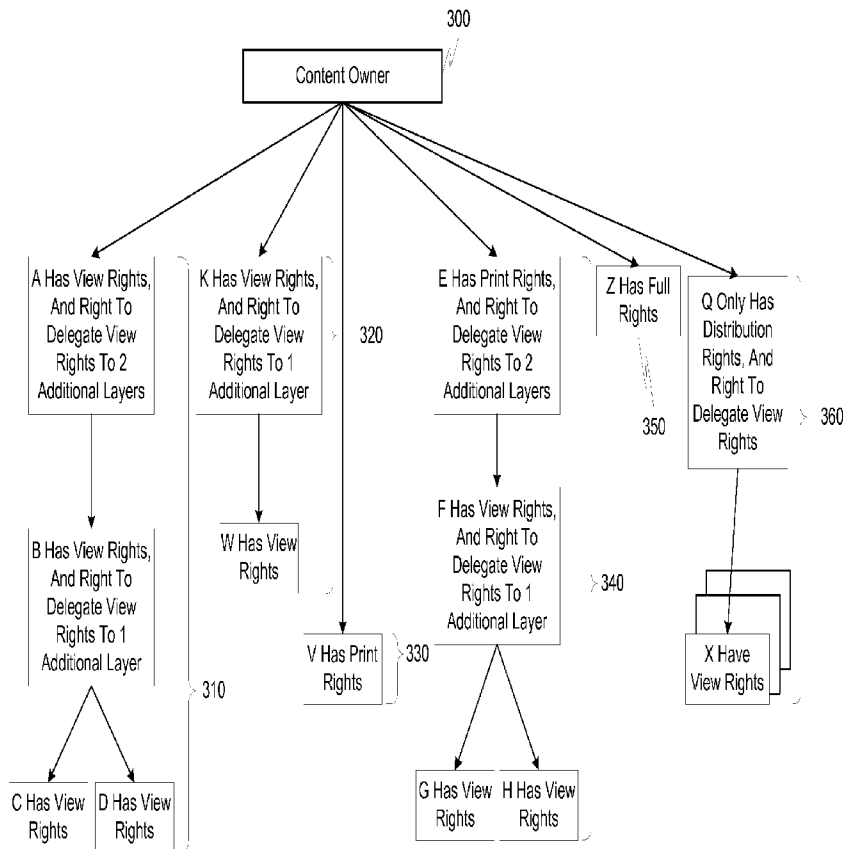 300
Content Owner
A Has View Rights,
And Right To
Delegate View
Rights To 2
Additional Layers
K Has View Rights,
And Right To
Delegate View
Rights To 1
Additional Layer
320
E Has Print Rights,
And Right To
Delegate View
Rights To 2
Additional Layers
Z Has Full
Rights
350
Q Only Has
Distribution
Rights, And
Right To
Delegate View
Rights
360
B Has View Rights,
And Right To
Delegate View
Rights To 1
Additional Layer
310
W Has View
Rights
V Has Print
Rights
330
F Has View Rights,
And Right To
Delegate View
Rights To 1
Additional Layer
340
X Have
View Rights
C Has View
Rights
D Has View
Rights
G Has View
Rights
H Has View
Rights